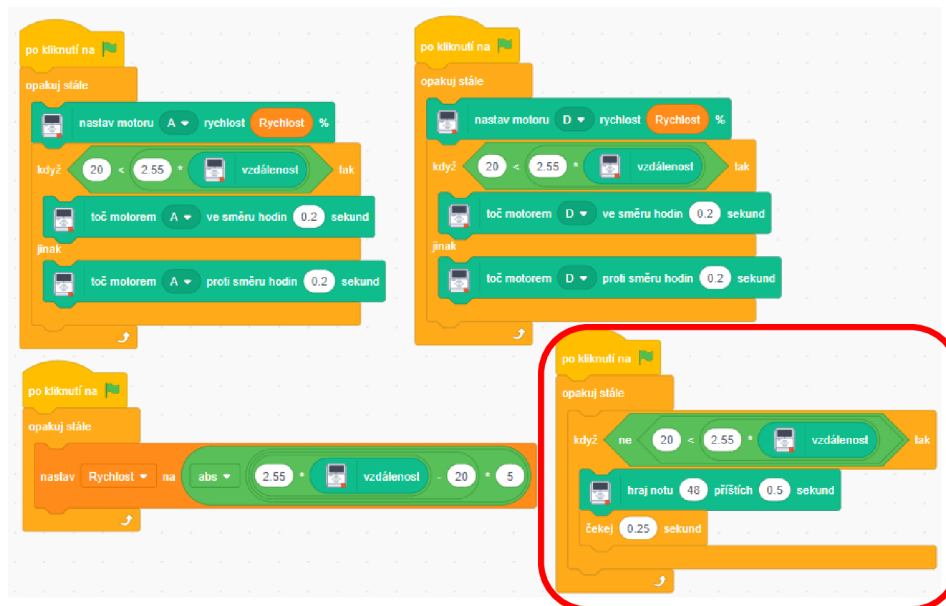 po kliknutí na
opakuj stále
nastav motoru A rychlost Rychlost %
když 20 < 2.55 * vzdálenost tak
toč motorem A ve směru hodin 0.2 sekund
jinak
toč motorem A proti směru hodin 0.2 sekund
po kliknutí na
opakuj stále
nastav motoru D rychlost Rychlost %
když 20 < 2.55 * vzdálenost tak
toč motorem D ve směru hodin 0.2 sekund
jinak
toč motorem D proti směru hodin 0.2 sekund
po kliknutí na
opakuj stále
nastav Rychlost na abs 2.55 * vzdálenost - 20 * 5
po kliknutí na
opakuj stále
když ne 20 < 2.55 * vzdálenost tak
hraj notu 48 příštích 0.5 sekund
čekej 0.25 sekund